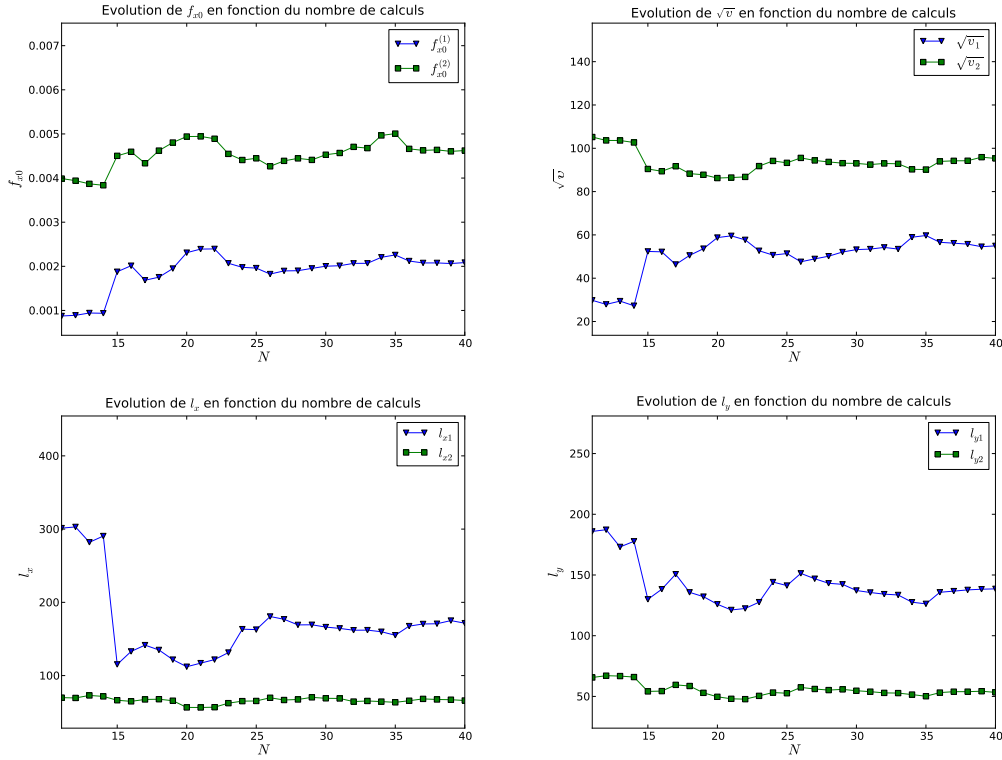 Evolution de $f_{x0}$ en fonction du nombre de calculs
$f_{x0}^{(1)}$
$f_{x0}^{(2)}$
0.007
0.006
0.005
0.004
0.003
0.002
0.001
$f_{x0}$
15 20 25 30 35 40
$N$
Evolution de $\sqrt{v}$ en fonction du nombre de calculs
$\sqrt{v_1}$
$\sqrt{v_2}$
140
120
100
80
60
40
20
$\sqrt{v}$
15 20 25 30 35 40
$N$
Evolution de $l_x$ en fonction du nombre de calculs
$l_{x1}$
$l_{x2}$
400
300
200
100
$l_x$
15 20 25 30 35 40
$N$
Evolution de $l_y$ en fonction du nombre de calculs
$l_{y1}$
$l_{y2}$
250
200
150
100
50
$l_y$
15 20 25 30 35 40
$N$